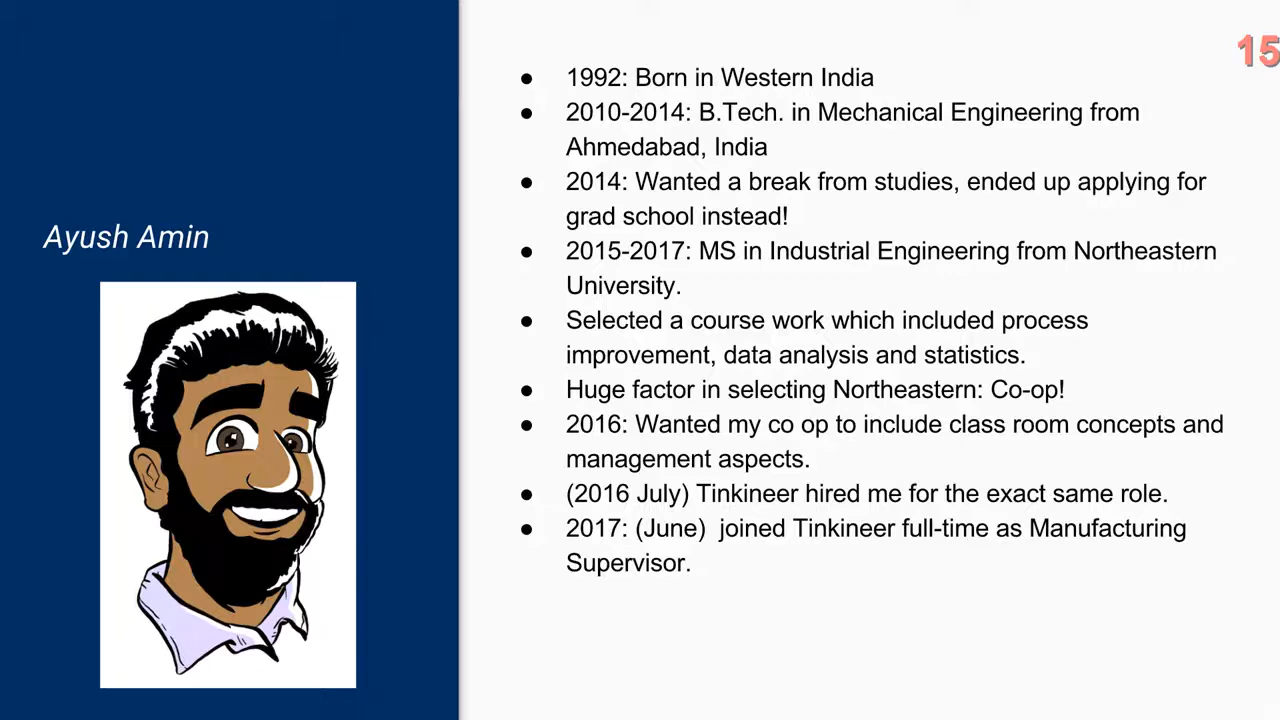 15
Ayush Amin
● 1992: Born in Western India
● 2010-2014: B.Tech. in Mechanical Engineering from
Ahmedabad, India
● 2014: Wanted a break from studies, ended up applying for
grad school instead!
● 2015-2017: MS in Industrial Engineering from Northeastern
University.
● Selected a course work which included process
improvement, data analysis and statistics.
● Huge factor in selecting Northeastern: Co-op!
● 2016: Wanted my co op to include class room concepts and
management aspects.
● (2016 July) Tinkineer hired me for the exact same role.
● 2017: (June)  joined Tinkineer full-time as Manufacturing
Supervisor.